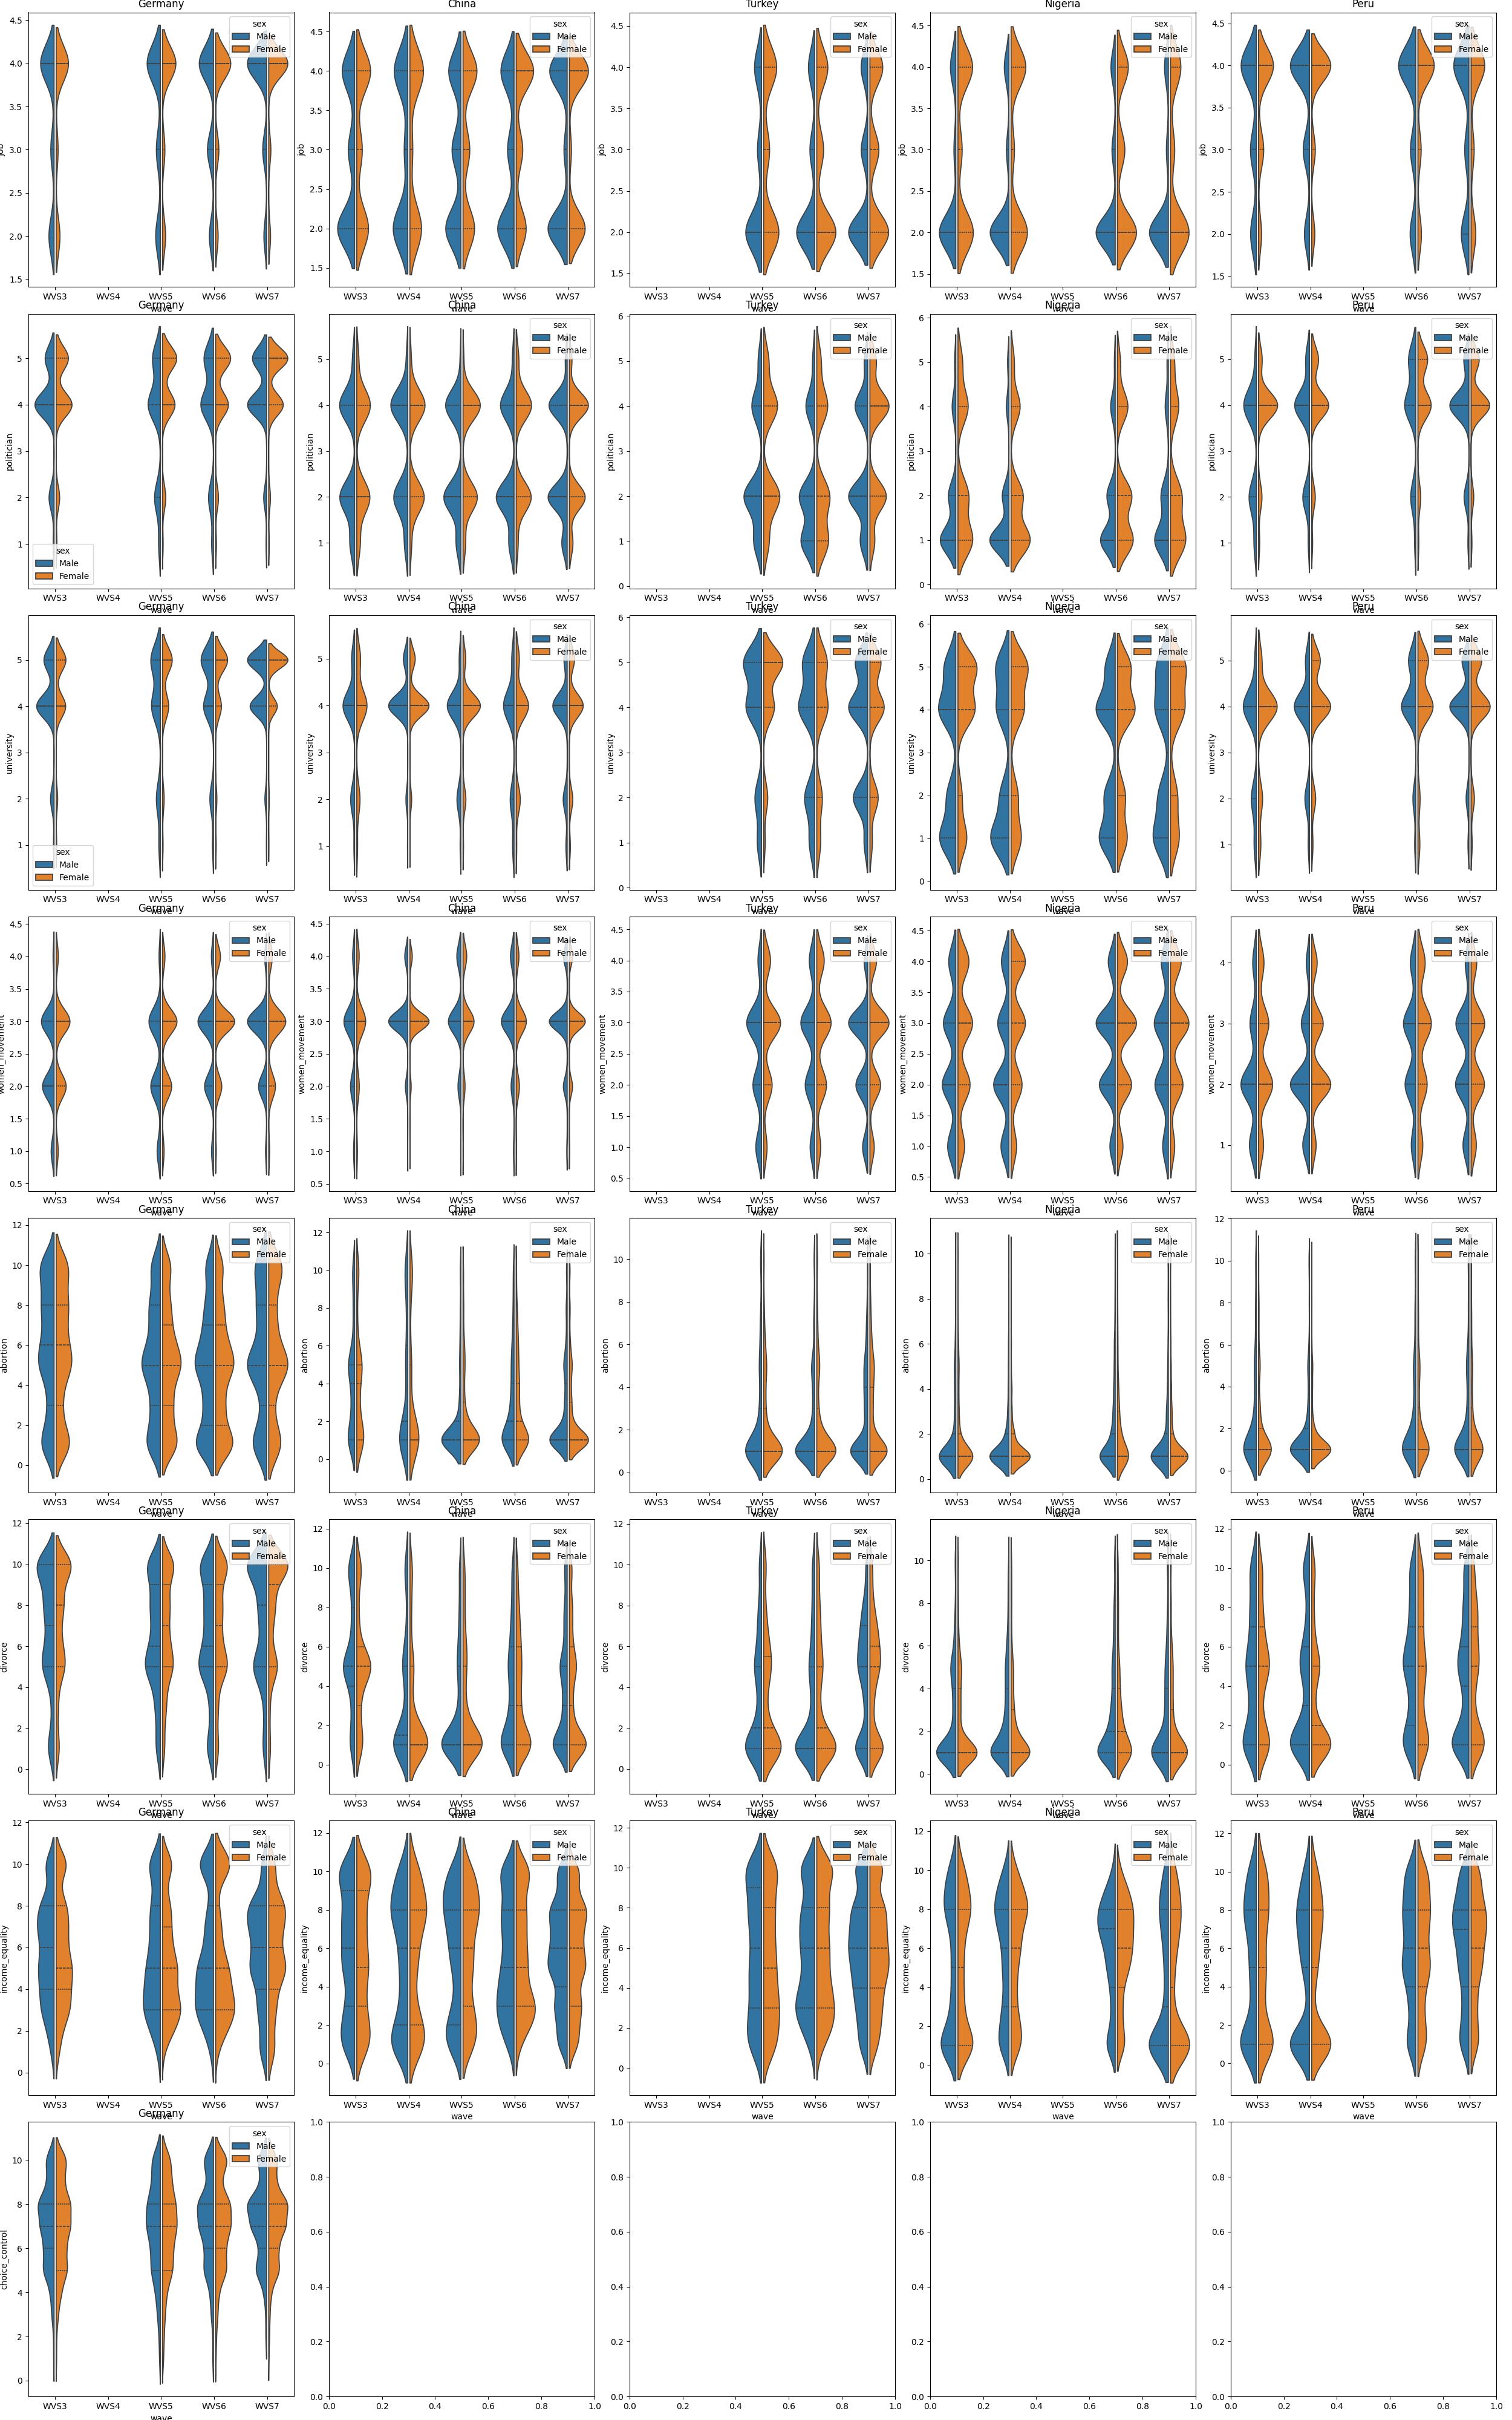 Germany China Turkey Nigeria Peru
sex sex sex sex sex
Male Male Male Male Male
Female Female Female Female Female
4.5 4.0 3.5 3.0 2.5 2.0 1.5
job
WVS3 WVS4 WVS5 WVS6 WVS7
wave
4.5 4.0 3.5 3.0 2.5 2.0 1.5
job
WVS3 WVS4 WVS5 WVS6 WVS7
wave
4.5 4.0 3.5 3.0 2.5 2.0 1.5
job
WVS3 WVS4 WVS5 WVS6 WVS7
wave
4.5 4.0 3.5 3.0 2.5 2.0 1.5
job
WVS3 WVS4 WVS5 WVS6 WVS7
wave
4.5 4.0 3.5 3.0 2.5 2.0 1.5
job
WVS3 WVS4 WVS5 WVS6 WVS7
wave
Germany China Turkey Nigeria Peru
sex sex sex sex sex
Male Male Male Male Male
Female Female Female Female Female
5 4 3 2 1
politician
WVS3 WVS4 WVS5 WVS6 WVS7
wave
5 4 3 2 1
politician
WVS3 WVS4 WVS5 WVS6 WVS7
wave
6 5 4 3 2 1 0
politician
WVS3 WVS4 WVS5 WVS6 WVS7
wave
6 5 4 3 2 1 0
politician
WVS3 WVS4 WVS5 WVS6 WVS7
wave
5 4 3 2 1
politician
WVS3 WVS4 WVS5 WVS6 WVS7
wave
Germany China Turkey Nigeria Peru
sex sex sex sex sex
Male Male Male Male Male
Female Female Female Female Female
5 4 3 2 1
university
WVS3 WVS4 WVS5 WVS6 WVS7
wave
5 4 3 2 1
university
WVS3 WVS4 WVS5 WVS6 WVS7
wave
6 5 4 3 2 1 0
university
WVS3 WVS4 WVS5 WVS6 WVS7
wave
6 5 4 3 2 1 0
university
WVS3 WVS4 WVS5 WVS6 WVS7
wave
5 4 3 2 1
university
WVS3 WVS4 WVS5 WVS6 WVS7
wave
Germany China Turkey Nigeria Peru
sex sex sex sex sex
Male Male Male Male Male
Female Female Female Female Female
4.5 4.0 3.5 3.0 2.5 2.0 1.5 1.0 0.5
women_movement
WVS3 WVS4 WVS5 WVS6 WVS7
wave
4.5 4.0 3.5 3.0 2.5 2.0 1.5 1.0 0.5
women_movement
WVS3 WVS4 WVS5 WVS6 WVS7
wave
4.5 4.0 3.5 3.0 2.5 2.0 1.5 1.0 0.5
women_movement
WVS3 WVS4 WVS5 WVS6 WVS7
wave
4.5 4.0 3.5 3.0 2.5 2.0 1.5 1.0 0.5
women_movement
WVS3 WVS4 WVS5 WVS6 WVS7
wave
4 3 2 1
women_movement
WVS3 WVS4 WVS5 WVS6 WVS7
wave
Germany China Turkey Nigeria Peru
sex sex sex sex sex
Male Male Male Male Male
Female Female Female Female Female
12 10 8 6 4 2 0
abortion
WVS3 WVS4 WVS5 WVS6 WVS7
wave
12 10 8 6 4 2 0
abortion
WVS3 WVS4 WVS5 WVS6 WVS7
wave
10 8 6 4 2 0
abortion
WVS3 WVS4 WVS5 WVS6 WVS7
wave
10 8 6 4 2 0
abortion
WVS3 WVS4 WVS5 WVS6 WVS7
wave
12 10 8 6 4 2 0
abortion
WVS3 WVS4 WVS5 WVS6 WVS7
wave
Germany China Turkey Nigeria Peru
sex sex sex sex sex
Male Male Male Male Male
Female Female Female Female Female
12 10 8 6 4 2 0
divorce
WVS3 WVS4 WVS5 WVS6 WVS7
wave
12 10 8 6 4 2 0
divorce
WVS3 WVS4 WVS5 WVS6 WVS7
wave
12 10 8 6 4 2 0
divorce
WVS3 WVS4 WVS5 WVS6 WVS7
wave
10 8 6 4 2 0
divorce
WVS3 WVS4 WVS5 WVS6 WVS7
wave
12 10 8 6 4 2 0
divorce
WVS3 WVS4 WVS5 WVS6 WVS7
wave
Germany China Turkey Nigeria Peru
sex sex sex sex sex
Male Male Male Male Male
Female Female Female Female Female
12 10 8 6 4 2 0
income_equality
WVS3 WVS4 WVS5 WVS6 WVS7
wave
12 10 8 6 4 2 0
income_equality
WVS3 WVS4 WVS5 WVS6 WVS7
wave
12 10 8 6 4 2 0
income_equality
WVS3 WVS4 WVS5 WVS6 WVS7
wave
12 10 8 6 4 2 0
income_equality
WVS3 WVS4 WVS5 WVS6 WVS7
wave
12 10 8 6 4 2 0
income_equality
WVS3 WVS4 WVS5 WVS6 WVS7
wave
Germany
sex
Male
Female
10 8 6 4 2 0
choice_control
WVS3 WVS4 WVS5 WVS6 WVS7
wave
1.0 0.8 0.6 0.4 0.2 0.0
0.0 0.2 0.4 0.6 0.8 1.0
1.0 0.8 0.6 0.4 0.2 0.0
0.0 0.2 0.4 0.6 0.8 1.0
1.0 0.8 0.6 0.4 0.2 0.0
0.0 0.2 0.4 0.6 0.8 1.0
1.0 0.8 0.6 0.4 0.2 0.0
0.0 0.2 0.4 0.6 0.8 1.0